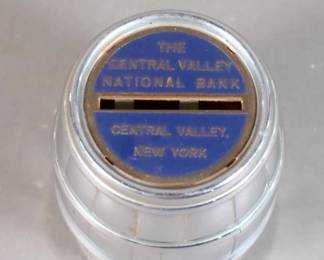 THE
CENTRAL VALLEY
NATIONAL BANK
CENTRAL VALLEY,
NEW YORK